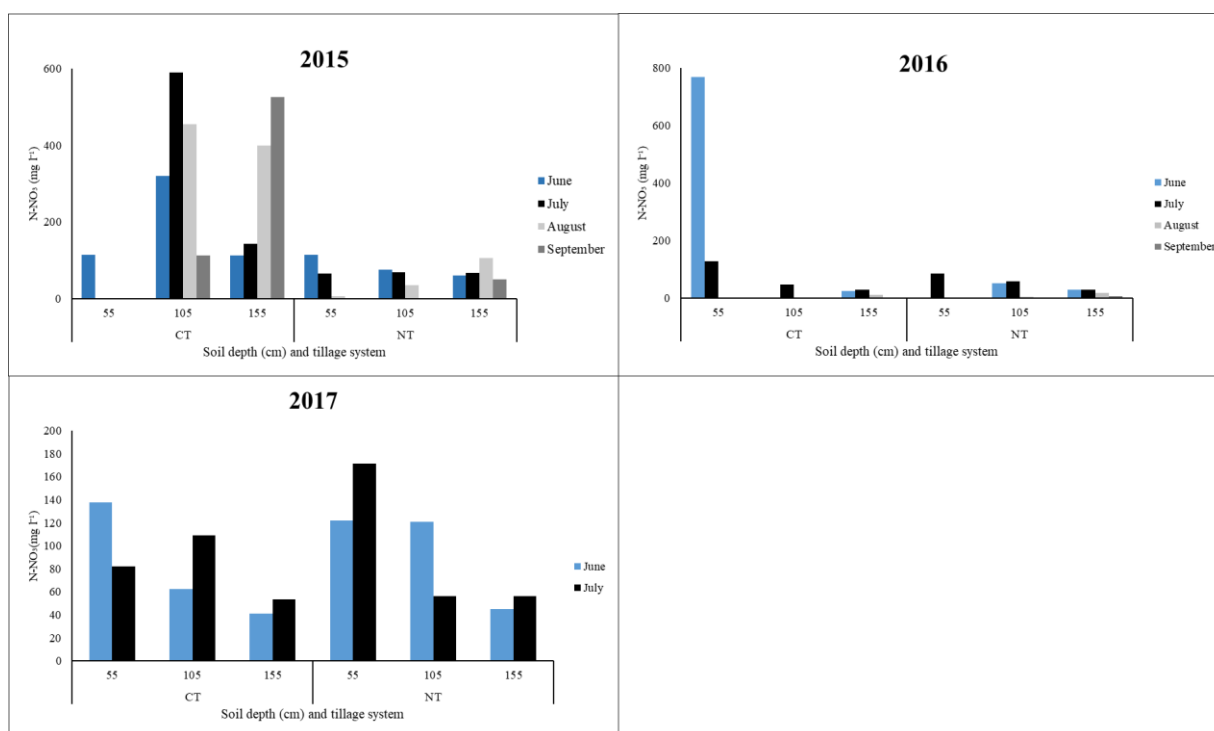 2015
600
400
200
0
N-NO₃ (mg l⁻¹)
55 105 155 55 105 155
CT NT
Soil depth (cm) and tillage system
June
July
August
September
2016
800
600
400
200
0
N-NO₃ (mg l⁻¹)
55 105 155 55 105 155
CT NT
Soil depth (cm) and tillage system
June
July
August
September
2017
200
180
160
140
120
100
80
60
40
20
0
N-NO₃(mg l⁻¹)
55 105 155 55 105 155
CT NT
Soil depth (cm) and tillage system
June
July